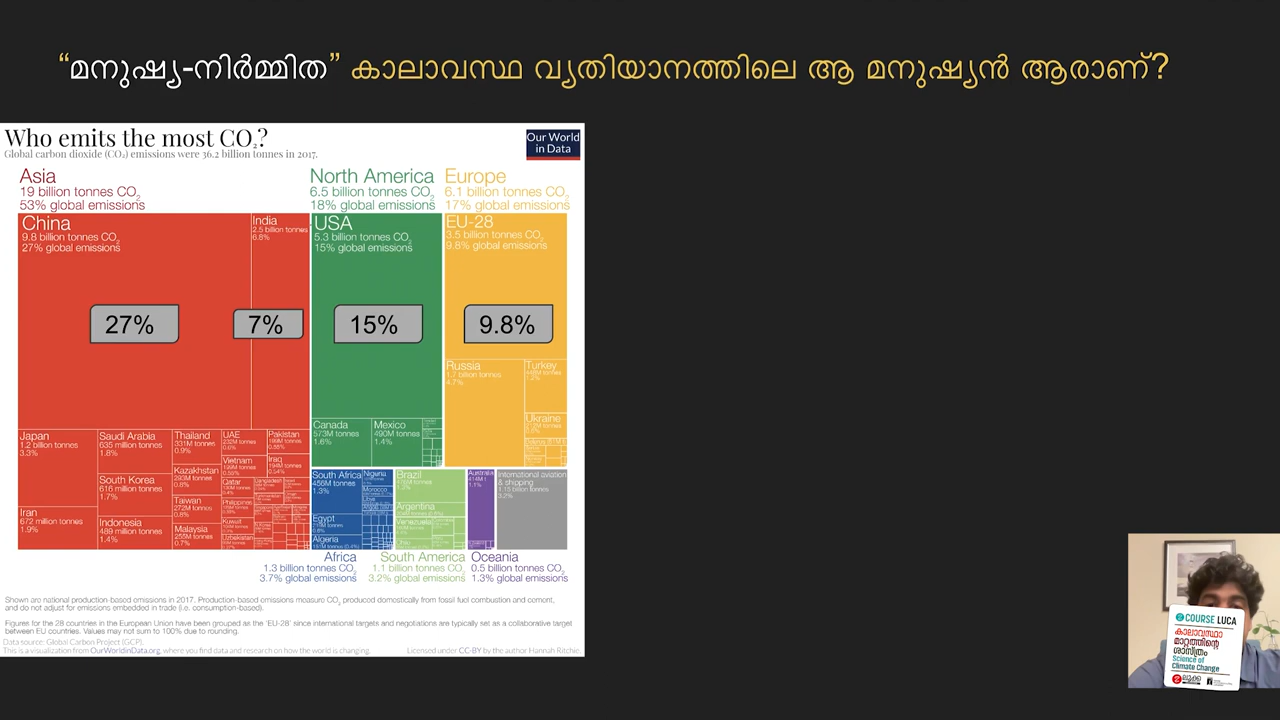 “മനുഷ്യ-നിർമ്മിത” കാലാവസ്ഥ വ്യതിയാനത്തിലെ ആ മനുഷ്യൻ ആരാണ്?
Who emits the most CO₂?
Our World
in Data
Global carbon dioxide (CO₂) emissions were 36.2 billion tonnes in 2017.
Asia
19 billion tonnes CO₂
53% global emissions
North America
6.5 billion tonnes CO₂
18% global emissions
Europe
6.1 billion tonnes CO₂
17% global emissions
China
9.8 billion tonnes CO₂
27% global emissions
India
2.5 billion tonnes
6.8%
USA
5.3 billion tonnes CO₂
15% global emissions
EU-28
3.5 billion tonnes CO₂
9.8% global emissions
27%
7%
15%
9.8%
Russia
1.7 billion tonnes
4.7%
Turkey
448M tonnes
1.2%
Ukraine
Canada
573M tonnes
1.6%
Mexico
490M tonnes
1.4%
Japan
1.2 billion tonnes
3.3%
Saudi Arabia
635 million tonnes
1.8%
Thailand
331M tonnes
0.9%
UAE
232M tonnes
Pakistan
Vietnam
Iraq
South Korea
616 million tonnes
1.7%
Kazakhstan
293M tonnes
0.8%
Qatar
Taiwan
272M tonnes
0.8%
Philippines
Iran
672 million tonnes
1.9%
Indonesia
489 million tonnes
1.4%
Malaysia
255M tonnes
0.7%
Kuwait
Uzbekistan
South Africa
456M tonnes
1.3%
Nigeria
Morocco
Egypt
Algeria
Brazil
Argentina
Venezuela
Australia
414M t
1.1%
International aviation
& shipping
1.15 billion tonnes
3.2%
Africa
1.3 billion tonnes CO₂
3.7% global emissions
South America
1.1 billion tonnes CO₂
3.2% global emissions
Oceania
0.5 billion tonnes CO₂
1.3% global emissions
Shown are national production-based emissions in 2017. Production-based emissions measure CO₂ produced domestically from fossil fuel combustion and cement,
and do not adjust for emissions embedded in trade (i.e. consumption-based).
Figures for the 28 countries in the European Union have been grouped as the 'EU-28' since international targets and negotiations are typically set as a collaborative target
between EU countries. Values may not sum to 100% due to rounding.
Data source: Global Carbon Project (GCP).
This is a visualization from OurWorldinData.org, where you find data and research on how the world is changing.
Licensed under CC-BY by the author Hannah Ritchie.
COURSE LUCA
കാലാവസ്ഥാ
മാറ്റത്തിന്റെ
ശാസ്ത്രം
Science of
Climate Change
ലൂക്ക